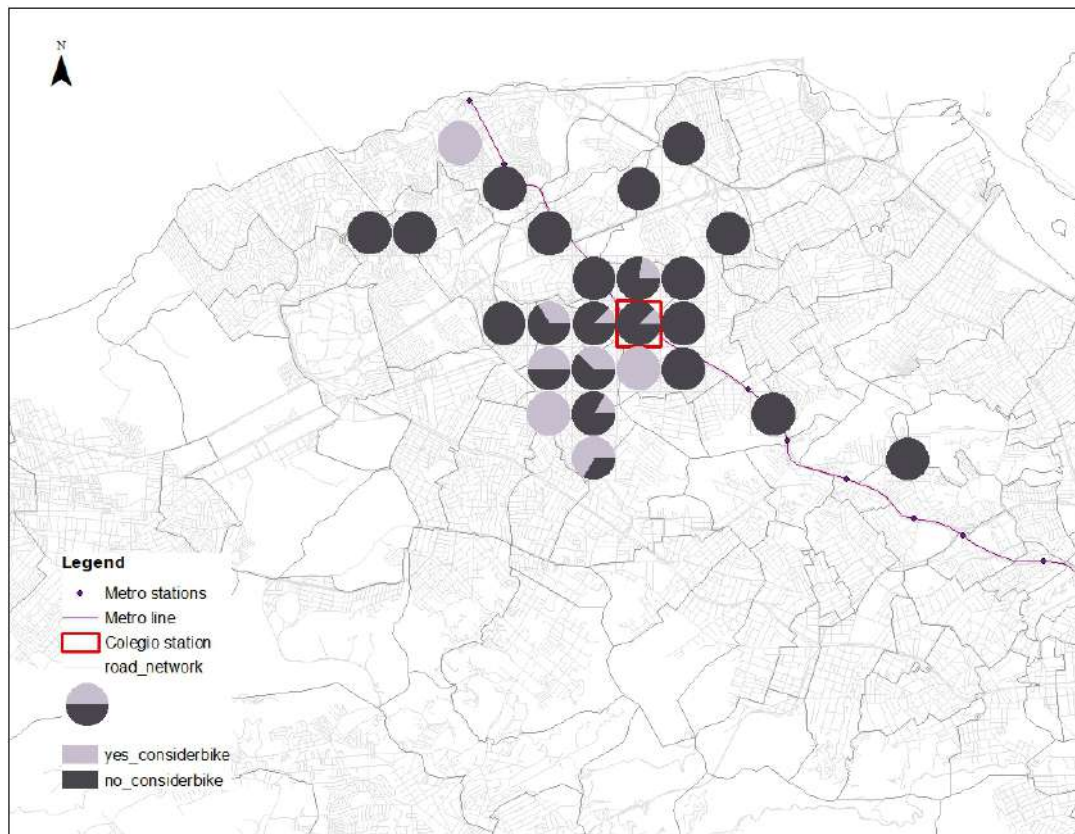 N
Legend
Metro stations
Metro line
Colegio station
road_network
yes_considerbike
no_considerbike